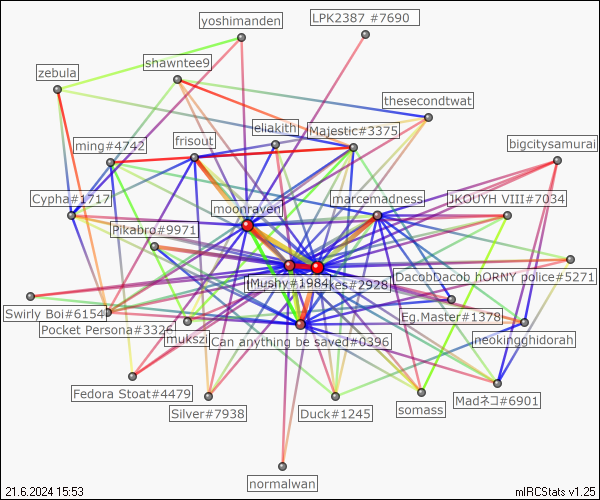 yoshimanden
LPK2387 #7690
shawntee9
zebula
thesecondtwat
eliakith
Majestic#3375
frisout
ming#4742
bigcitysamurai
Cypha#1717
moonraven
marcemadness
JKOUYH VIII#7034
Pikabro#9971
DacobDacob hORNY police#5271
Mushy#1984
kes#2928
Swirly Boi#6154
Pocket Persona#3326
Eg.Master#1378
mukszi
Can anything be saved#0396
neokingghidorah
Fedora Stoat#4479
Silver#7938
Duck#1245
somass
Madネコ#6901
normalwan
21.6.2024 15:53
mIRCStats v1.25